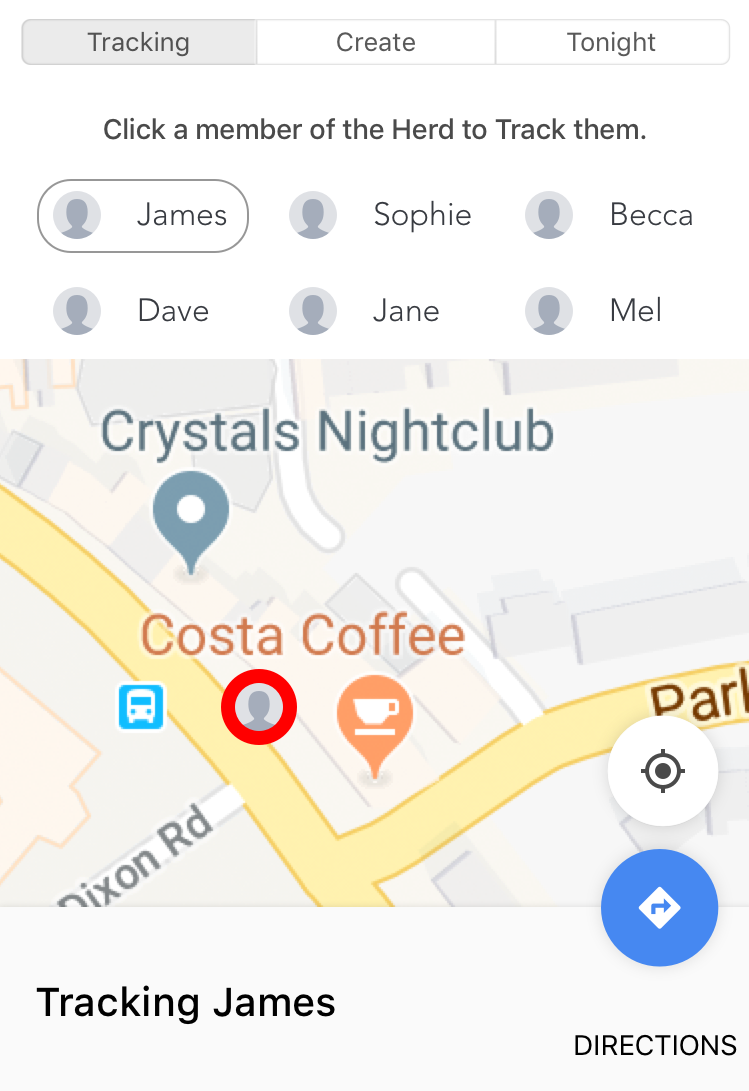 Tracking Create Tonight
Click a member of the Herd to Track them.
James Sophie Becca
Dave Jane Mel
Crystals Nightclub
Costa Coffee
Park
Dixon Rd
Tracking James
DIRECTIONS